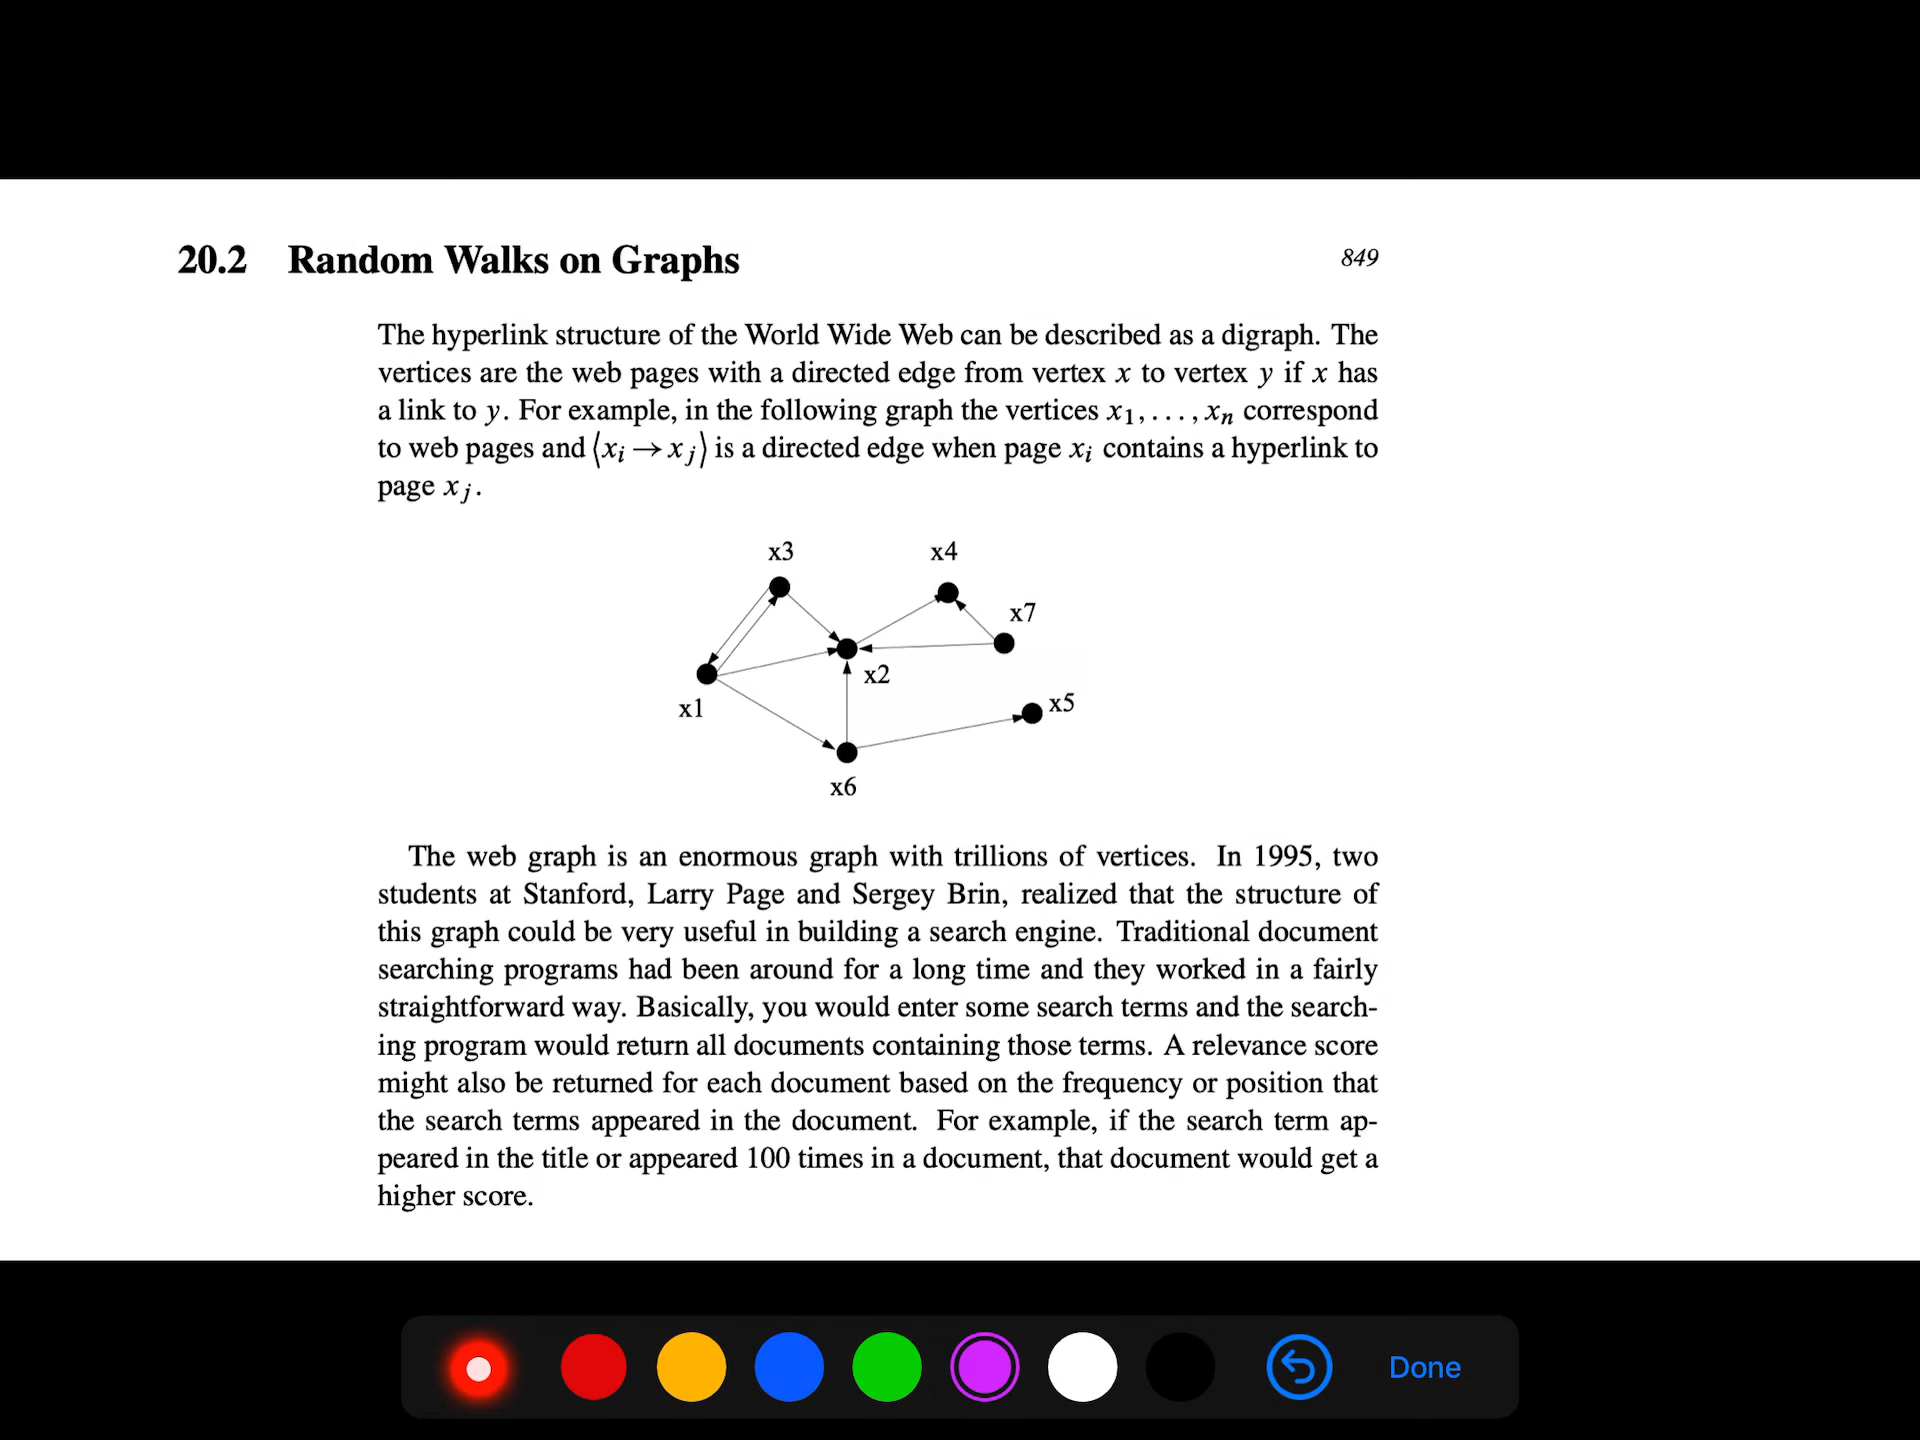 20.2 Random Walks on Graphs 849
The hyperlink structure of the World Wide Web can be described as a digraph. The
vertices are the web pages with a directed edge from vertex x to vertex y if x has
a link to y. For example, in the following graph the vertices x₁, . . . , xₙ correspond
to web pages and ⟨xᵢ → xⱼ⟩ is a directed edge when page xᵢ contains a hyperlink to
page xⱼ.
x3 x4
x7
x2
x1 x5
x6
The web graph is an enormous graph with trillions of vertices. In 1995, two
students at Stanford, Larry Page and Sergey Brin, realized that the structure of
this graph could be very useful in building a search engine. Traditional document
searching programs had been around for a long time and they worked in a fairly
straightforward way. Basically, you would enter some search terms and the search-
ing program would return all documents containing those terms. A relevance score
might also be returned for each document based on the frequency or position that
the search terms appeared in the document. For example, if the search term ap-
peared in the title or appeared 100 times in a document, that document would get a
higher score.
Done